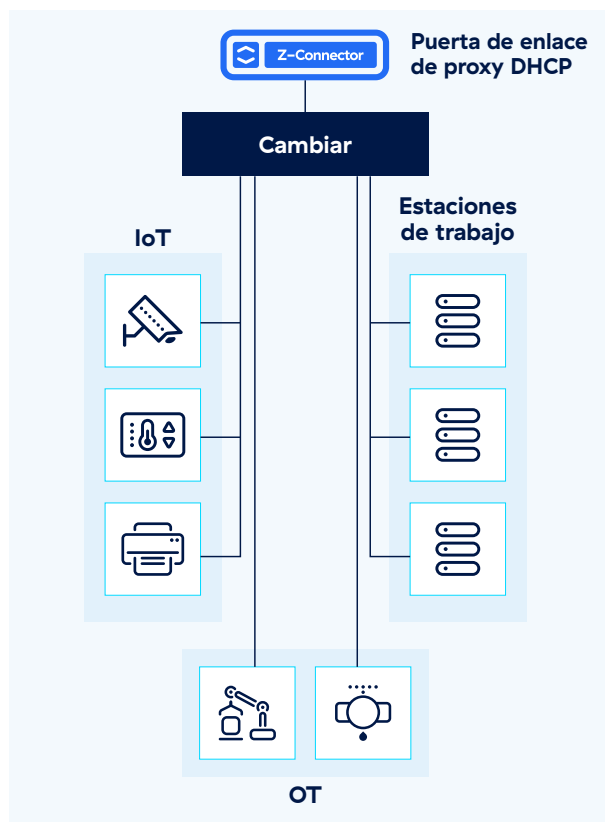 Z-Connector
Puerta de enlace
de proxy DHCP
Cambiar
IoT
Estaciones
de trabajo
OT